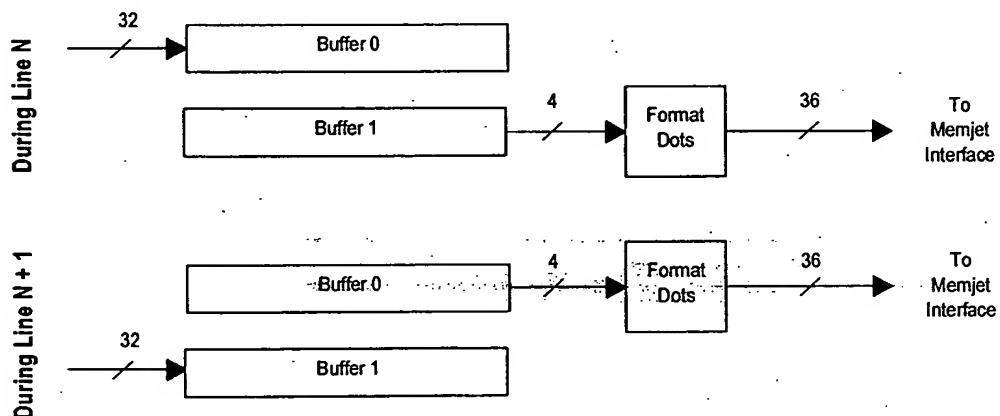 During Line N
32
Buffer 0
Buffer 1
4
Format
Dots
36
To
Memjet
Interface
During Line N + 1
Buffer 0
4
Format
Dots
36
To
Memjet
Interface
32
Buffer 1